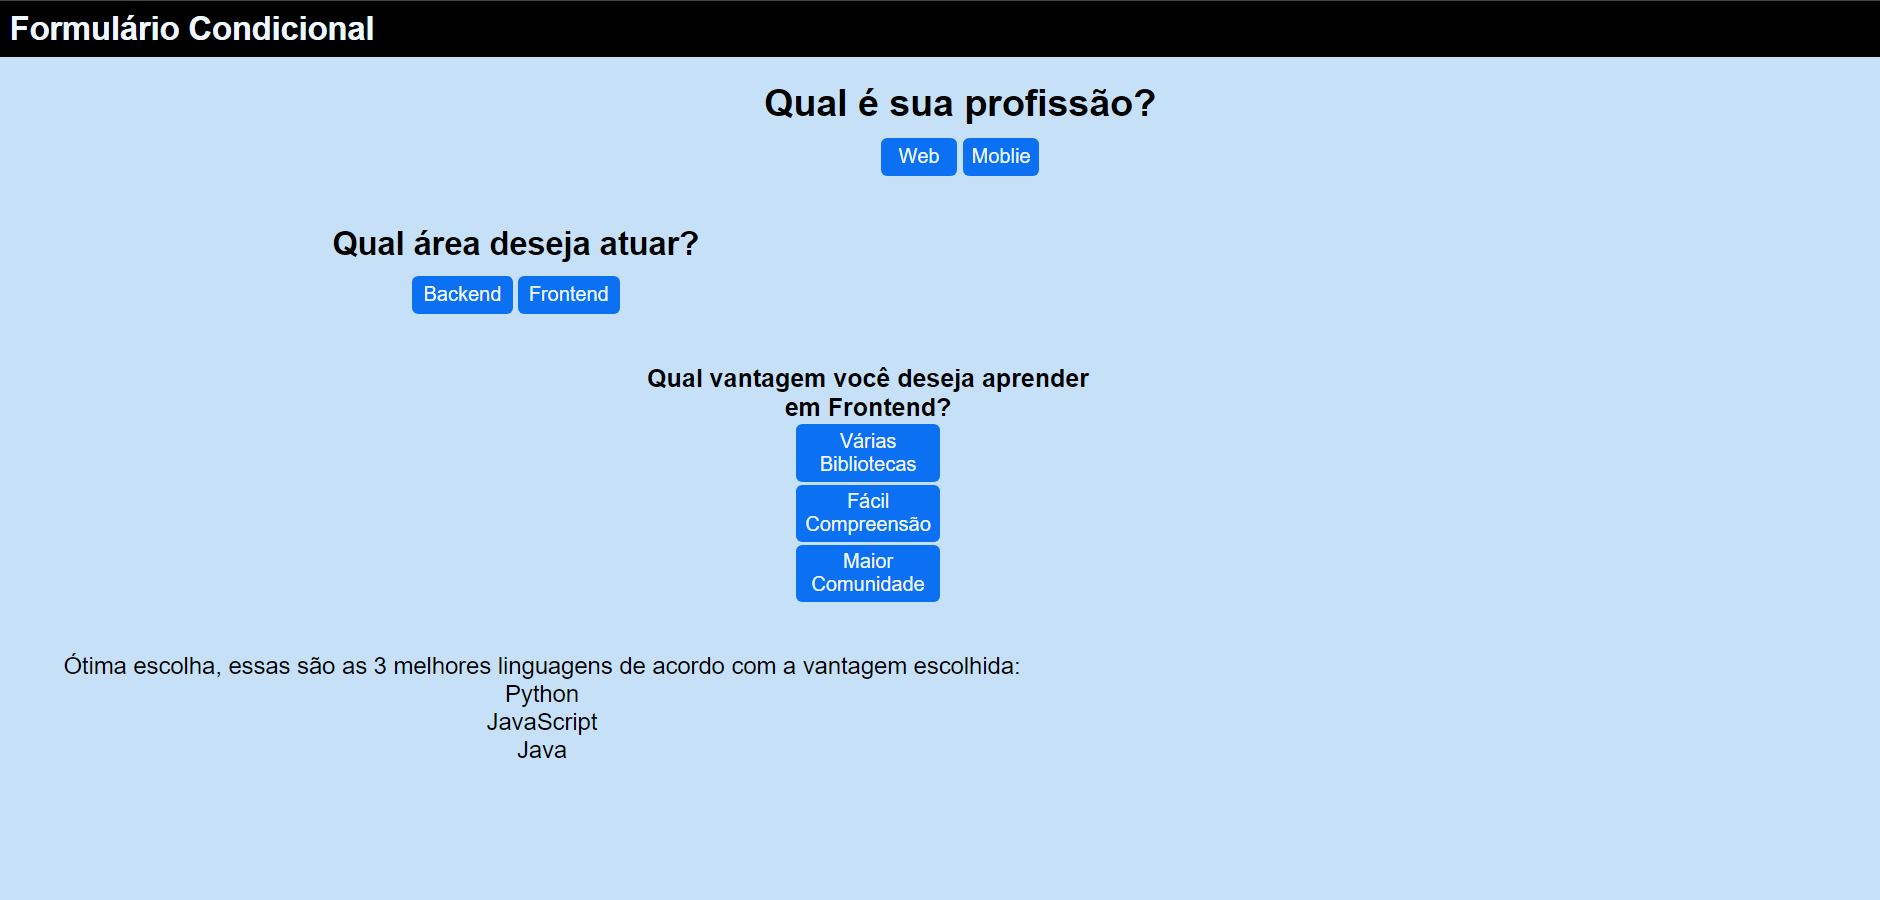 Formulário Condicional
Qual é sua profissão?
Web Moblie
Qual área deseja atuar?
Backend Frontend
Qual vantagem você deseja aprender
em Frontend?
Várias
Bibliotecas
Fácil
Compreensão
Maior
Comunidade
Ótima escolha, essas são as 3 melhores linguagens de acordo com a vantagem escolhida:
Python
JavaScript
Java